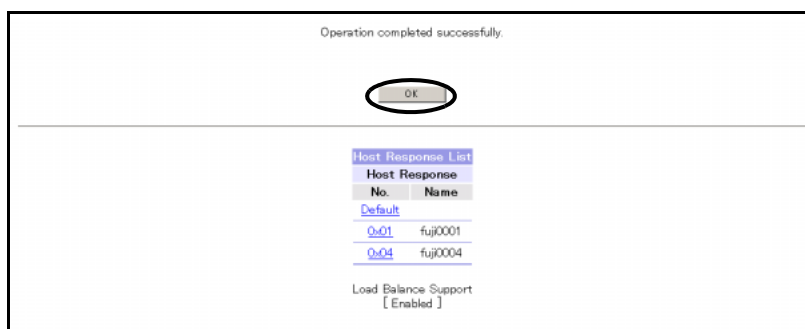 Operation completed successfully.
OK
Host Response List
Host Response
No. Name
Default
0x01 fuji0001
0x04 fuji0004
Load Balance Support
[ Enabled ]